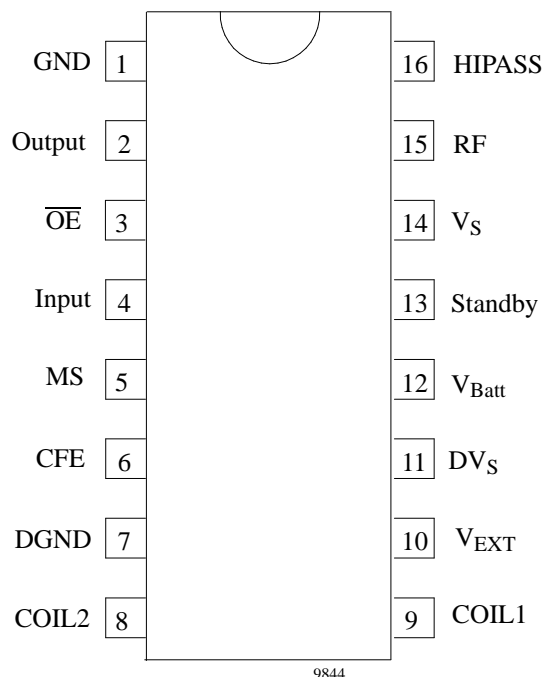 GND 1 16 HIPASS
Output 2 15 RF
OE 3 14 VS
Input 4 13 Standby
MS 5 12 VBatt
CFE 6 11 DVS
DGND 7 10 VEXT
COIL2 8 9 COIL1
9844